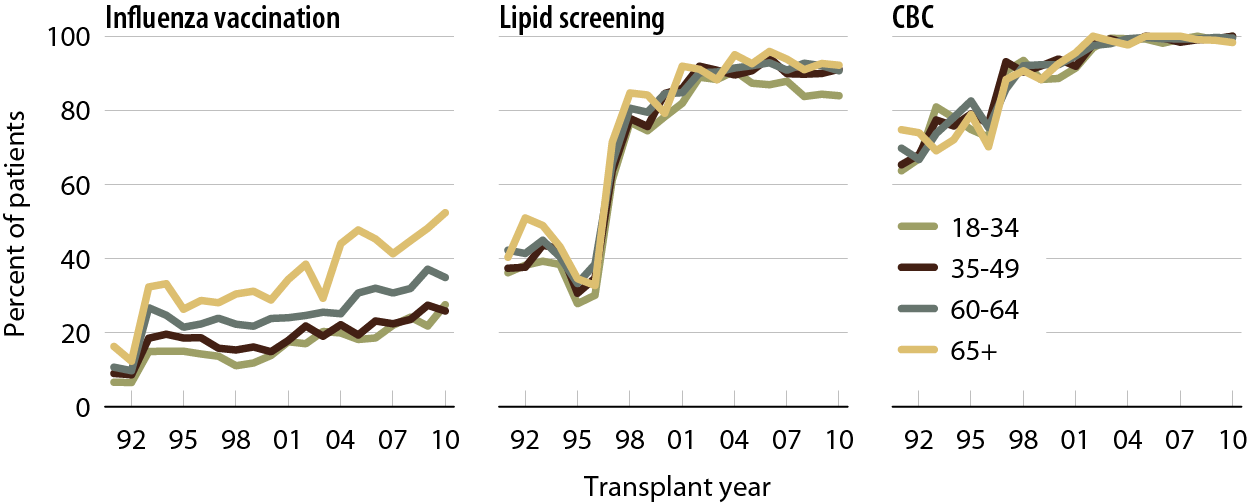 Influenza vaccination
Lipid screening
CBC
Percent of patients
100
80
60
40
20
0
92 95 98 01 04 07 10
92 95 98 01 04 07 10
92 95 98 01 04 07 10
18-34
35-49
60-64
65+
Transplant year